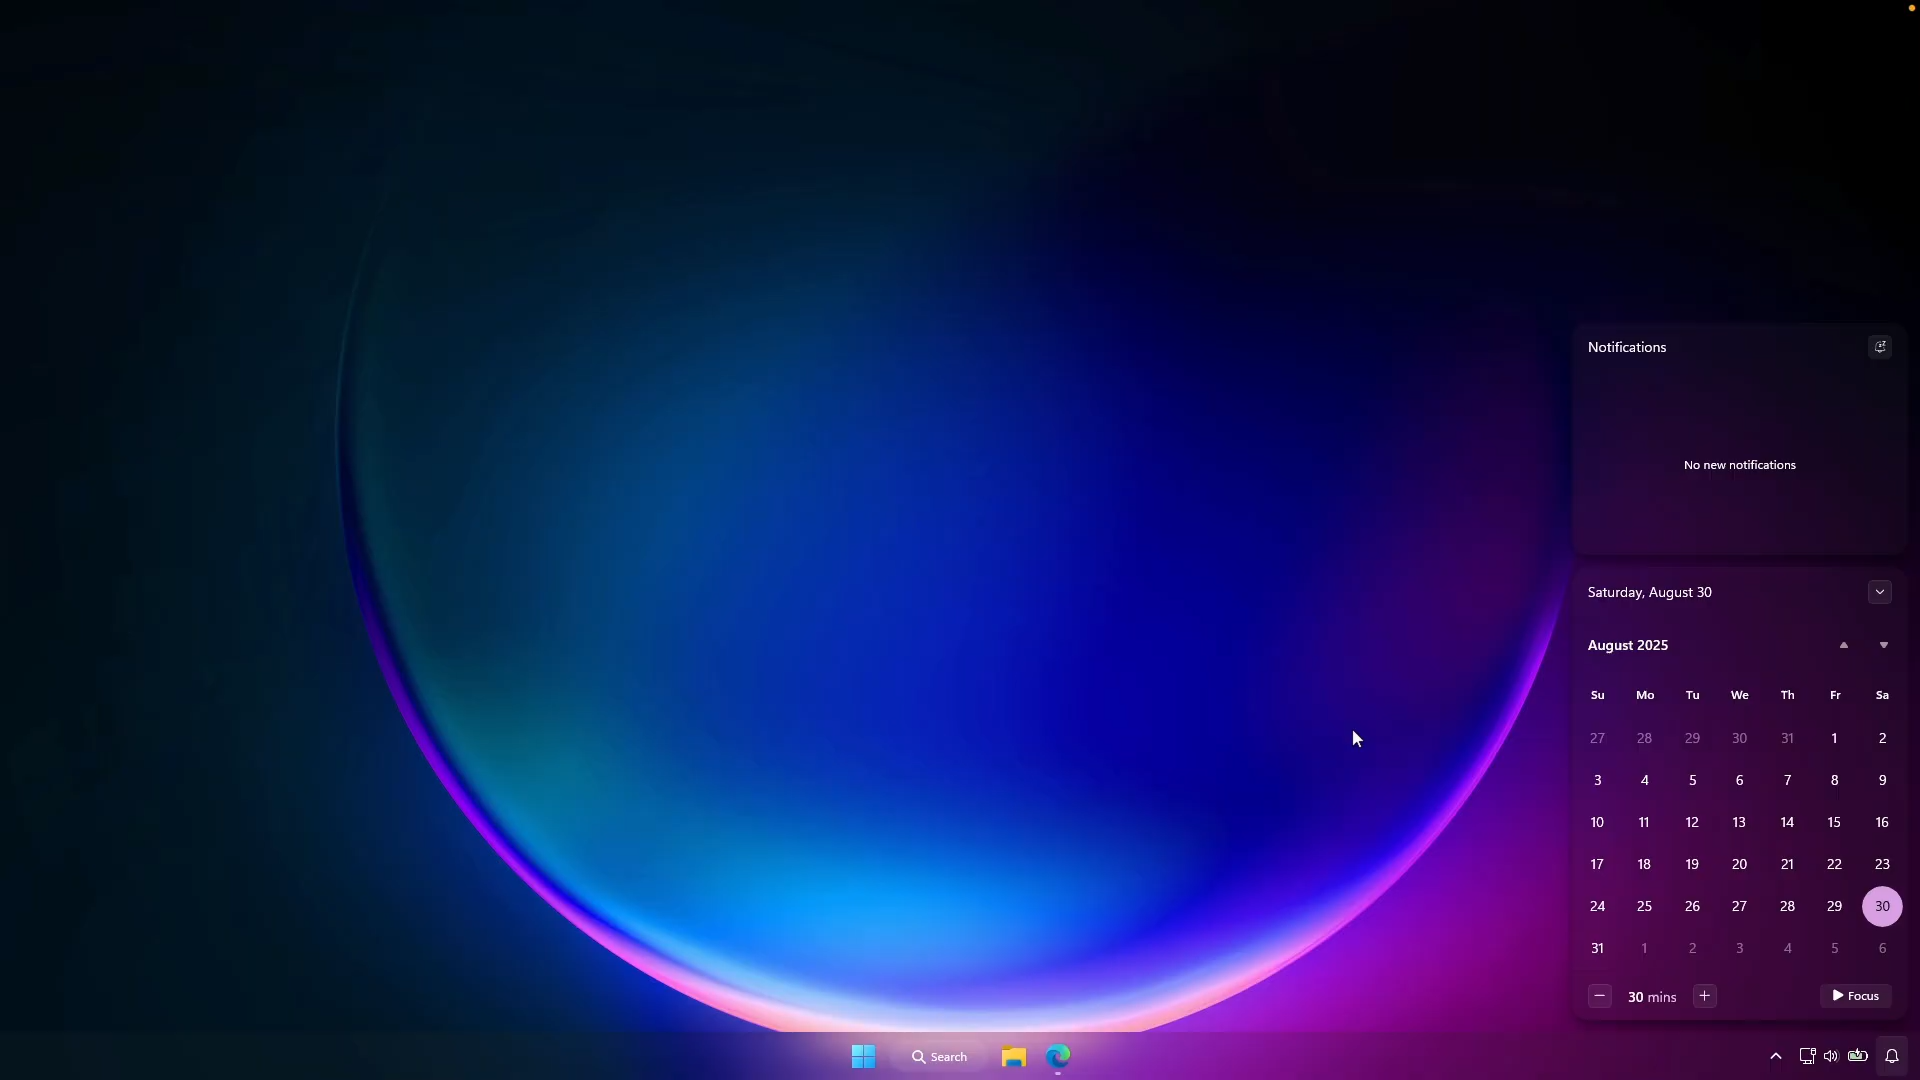 Notifications
No new notifications
Saturday, August 30
August 2025
Su Mo Tu We Th Fr Sa
27 28 29 30 31 1 2
3 4 5 6 7 8 9
10 11 12 13 14 15 16
17 18 19 20 21 22 23
24 25 26 27 28 29 30
31 1 2 3 4 5 6
30 mins Focus
Search